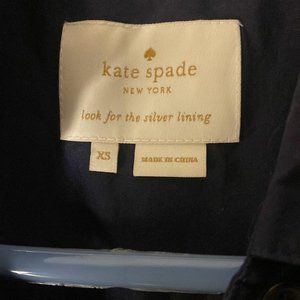 kate spade
NEW YORK
look for the silver lining
XS
MADE IN CHINA